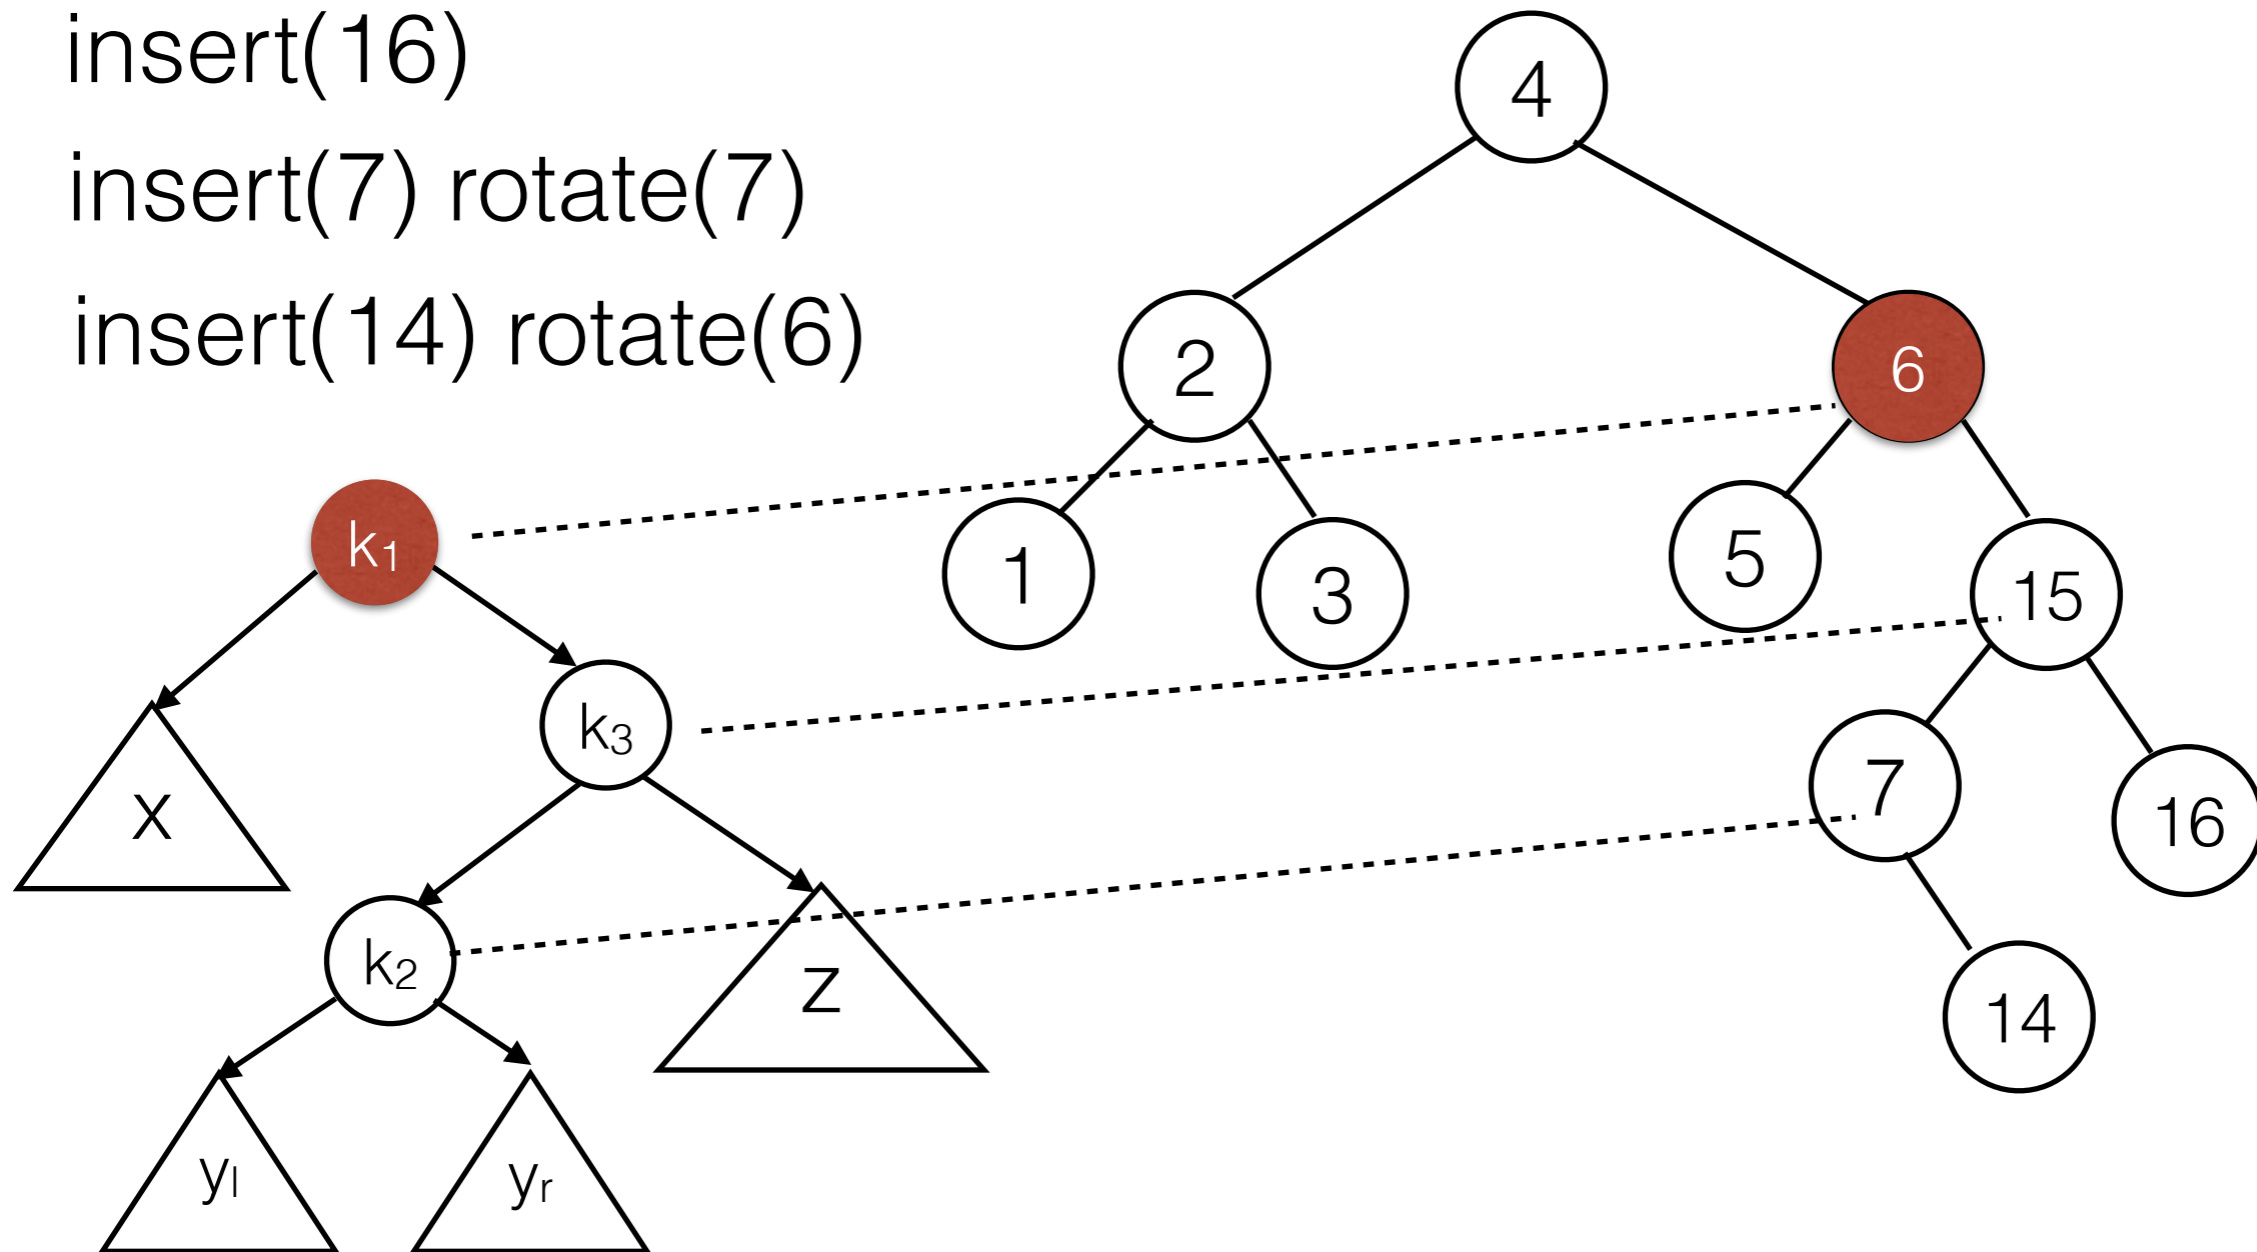 insert(16)
insert(7) rotate(7)
insert(14) rotate(6)
4
2
6
1
3
5
15
7
16
14
k₁
x
k₃
k₂
z
yₗ
yᵣ